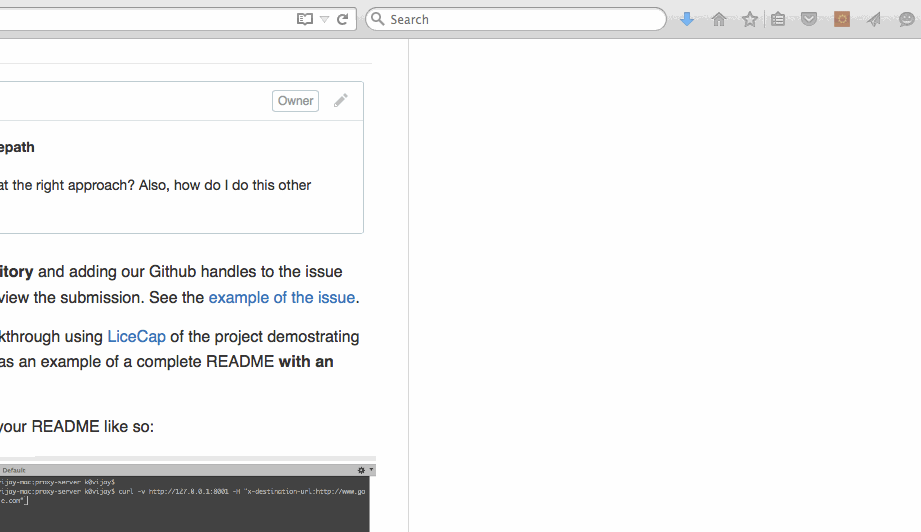 Search
Owner
epath
at the right approach? Also, how do I do this other
itory and adding our Github handles to the issue
view the submission. See the example of the issue.
kthrough using LiceCap of the project demostrating
as an example of a complete README with an
your README like so:
Default
vijay-mac:proxy-server k0vijay$
vijay-mac:proxy-server k0vijay$ curl -v http://127.0.0.1:8001 -H "x-destination-url:http://www.go
e.com"